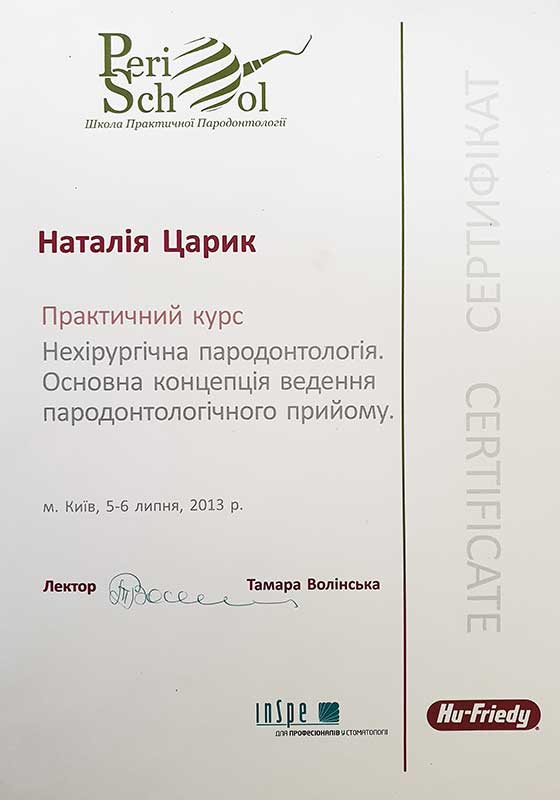 Peri
School
Школа Практичної Пародонтології
Наталія Царик
Практичний курс
Нехірургічна пародонтологія.
Основна концепція ведення
пародонтологічного прийому.
м. Київ, 5-6 липня, 2013 р.
Лектор
Тамара Волінська
inSpe
ДЛЯ ПРОФЕСІОНАЛІВ У СТОМАТОЛОГІЇ
Hu-Friedy
СЕРТИФІКАТ
CERTIFICATE